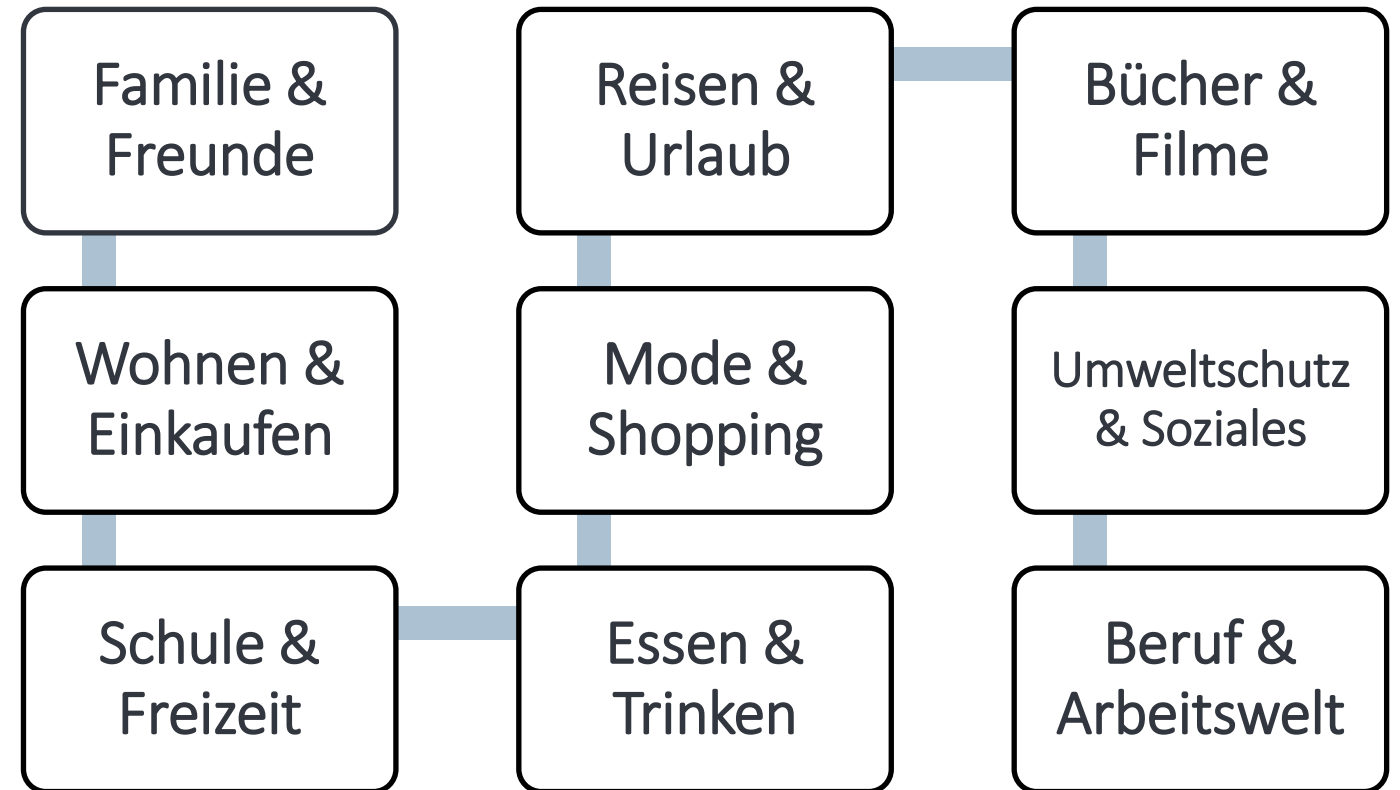 Familie &
Freunde
Wohnen &
Einkaufen
Schule &
Freizeit
Essen &
Trinken
Mode &
Shopping
Reisen &
Urlaub
Bücher &
Filme
Umweltschutz
& Soziales
Beruf &
Arbeitswelt